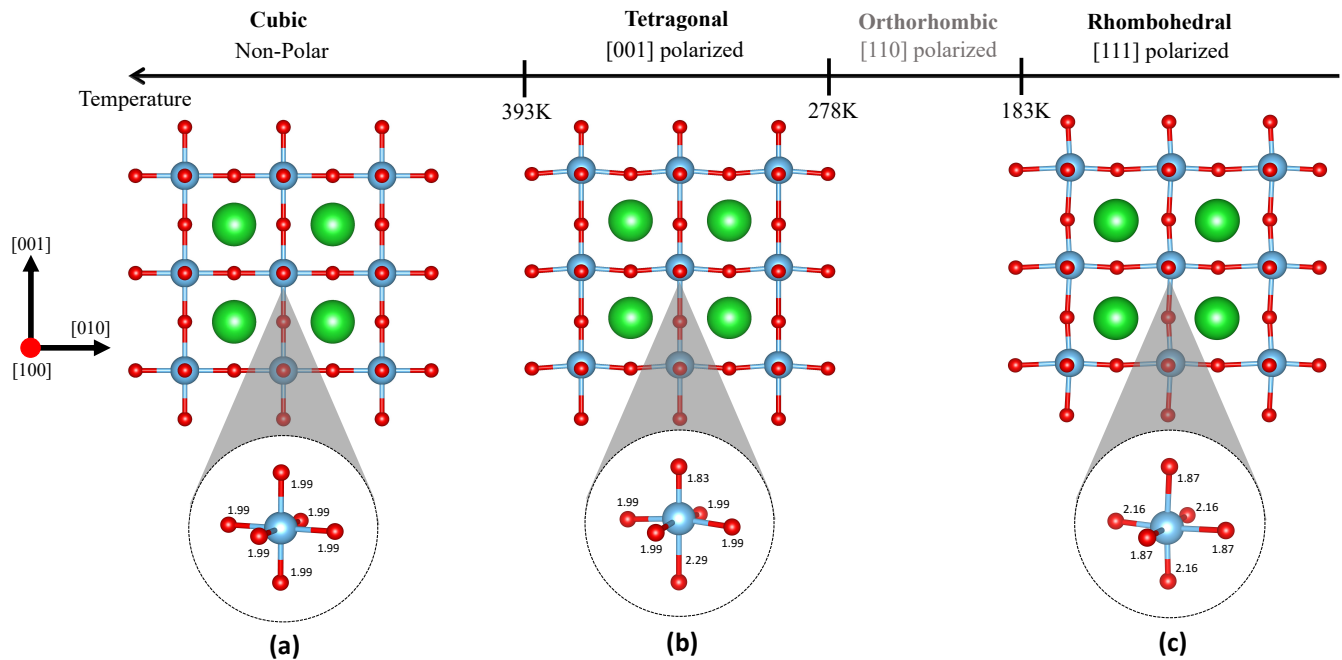 Cubic
Non-Polar
Tetragonal
[001] polarized
Orthorhombic
[110] polarized
Rhombohedral
[111] polarized
Temperature
393K
278K
183K
[001]
[010]
[100]
1.99
1.99
1.99
1.99
1.99
1.99
1.83
1.99
1.99
1.99
1.99
2.29
1.87
2.16
2.16
1.87
1.87
2.16
(a)
(b)
(c)